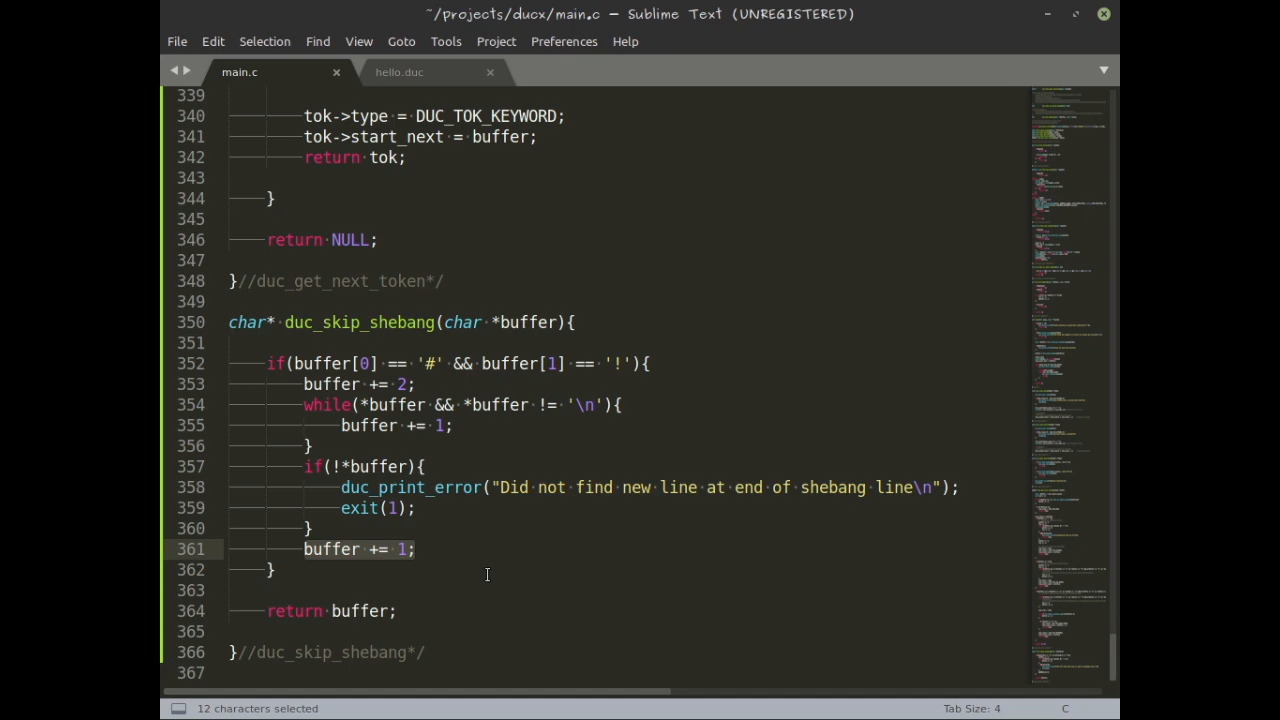 ~/projects/ducx/main.c — Sublime Text (UNREGISTERED)
File Edit Selection Find View Goto Tools Project Preferences Help
main.c × hello.duc ×
339
340 tok->type = DUC_TOK_KEYWORD;
341 tok->start_next = buffer;
342 return tok;
343
344 }
345
346 return NULL;
347
348 }//duc_get_next_token*/
349
350 char* duc_skip_shebang(char *buffer){
351
352 if(buffer[0] == '#' && buffer[1] == '!'){
353 buffer += 2;
354 while(*buffer && *buffer != '\n'){
355 buffer += 1;
356 }
357 if(!*buffer){
358 duc_print_error("Did not find new line at end of shebang line\n");
359 exit(1);
360 }
361 buffer += 1;
362 }
363
364 return buffer;
365
366 }//duc_skip_shebang*/
367
12 characters selected Tab Size: 4 C